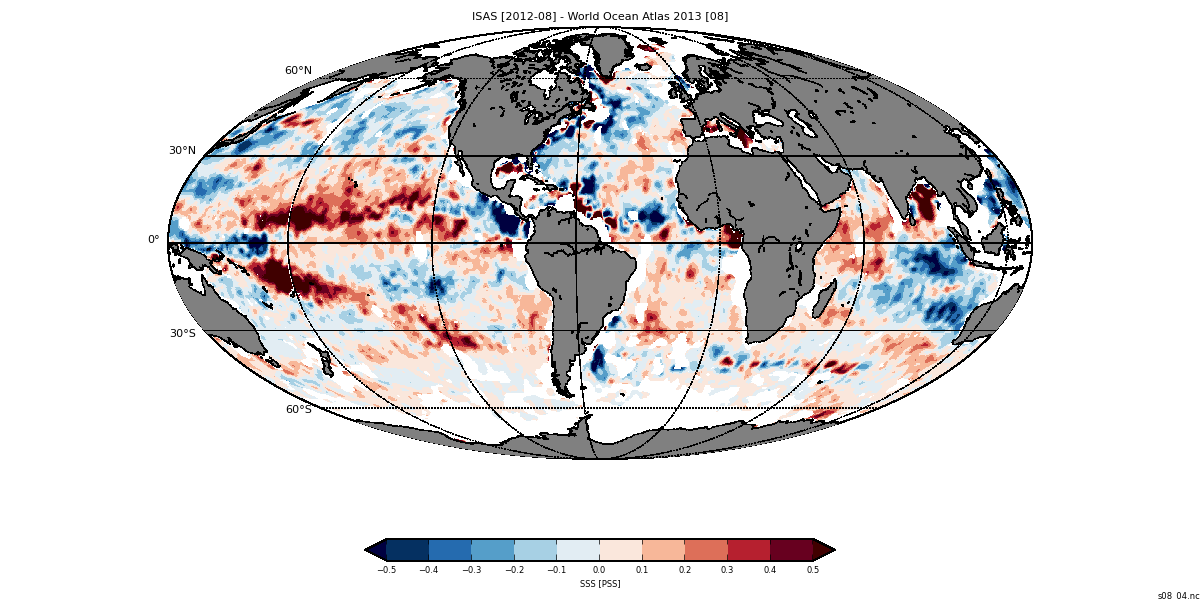 ISAS [2012-08] - World Ocean Atlas 2013 [08]
60°N
30°N
0°
30°S
60°S
−0.5 −0.4 −0.3 −0.2 −0.1 0.0 0.1 0.2 0.3 0.4 0.5
SSS [PSS]
s08_04.nc